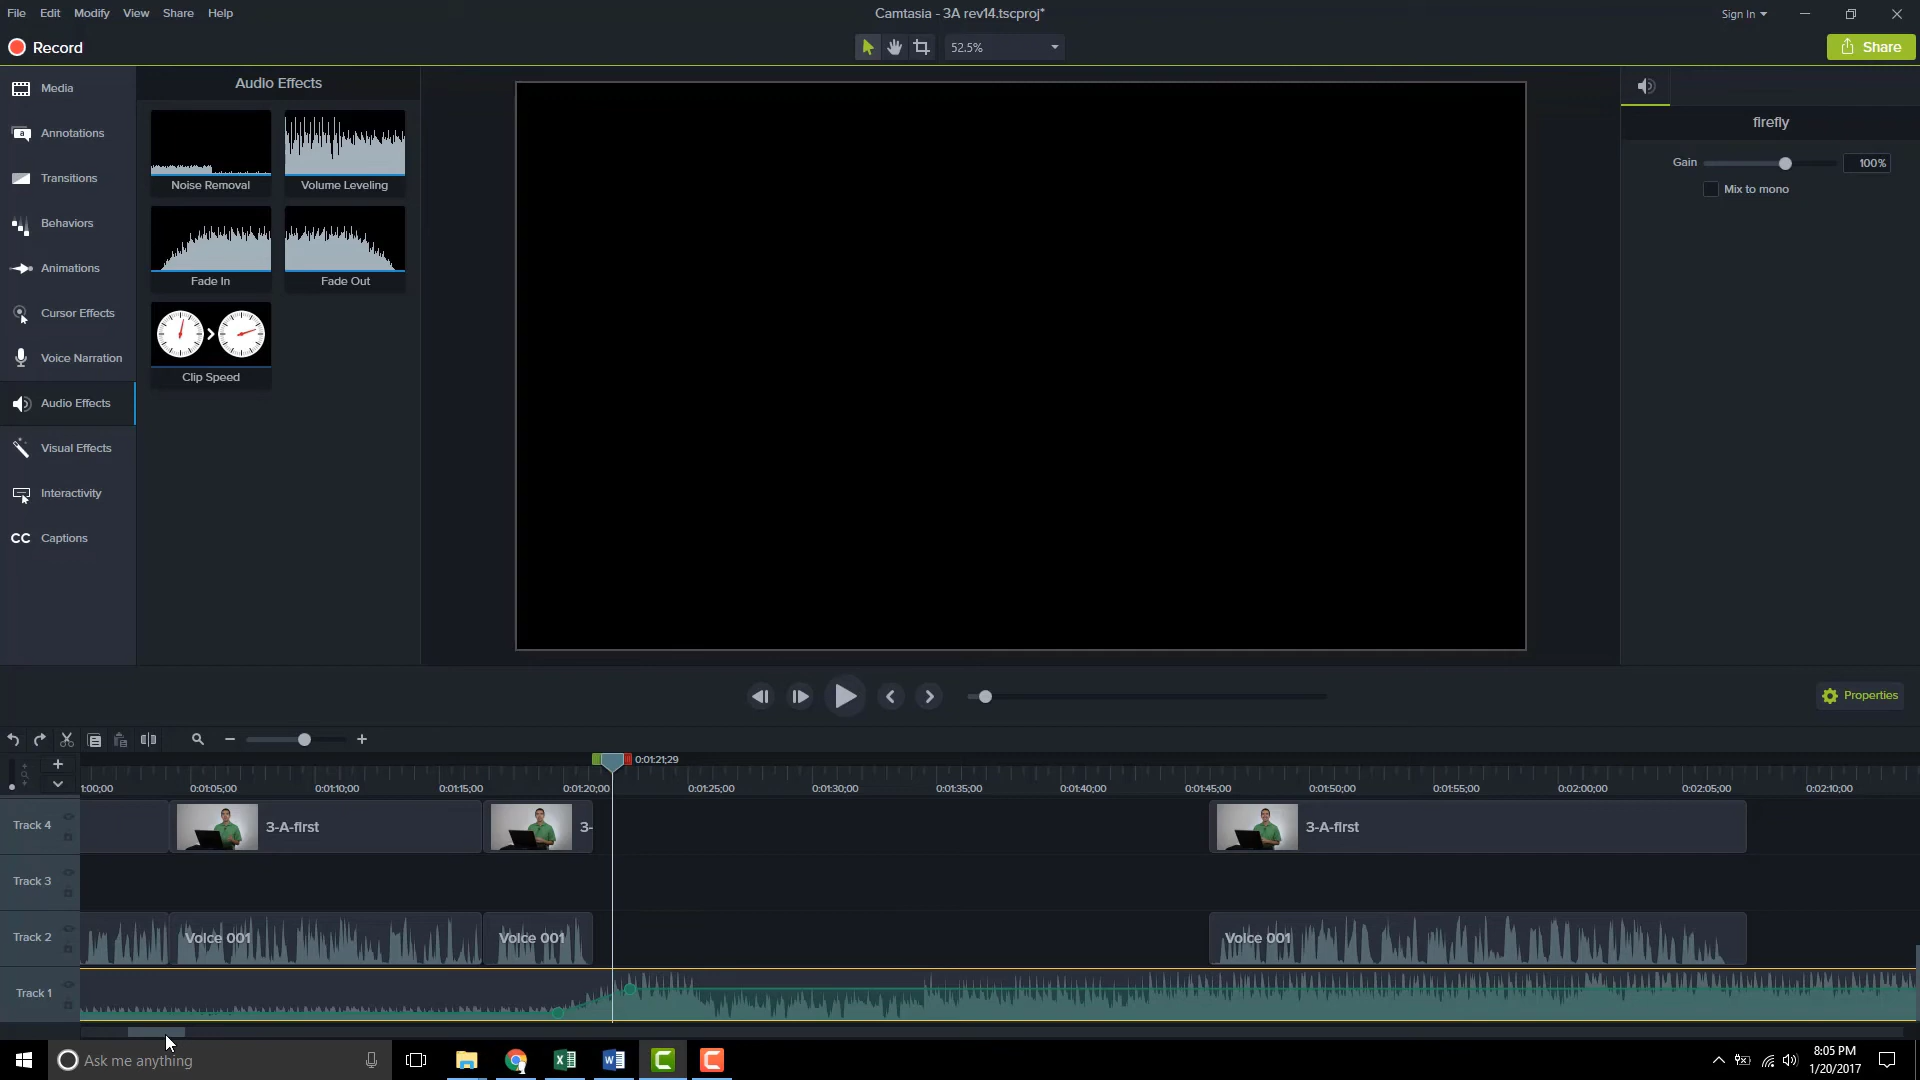 File Edit Modify View Share Help
Camtasia - 3A rev14.tscproj*
Sign In
Record
52.5%
Share
Media
Annotations
Transitions
Behaviors
Animations
Cursor Effects
Voice Narration
Audio Effects
Visual Effects
Interactivity
CC Captions
Audio Effects
Noise Removal
Volume Leveling
Fade In
Fade Out
Clip Speed
firefly
Gain 100%
Mix to mono
Properties
0:01:21;29
1:00;00 0:01:05;00 0:01:10;00 0:01:15;00 0:01:20;00 0:01:25;00 0:01:30;00 0:01:35;00 0:01:40;00 0:01:45;00 0:01:50;00 0:01:55;00 0:02:00;00 0:02:05;00 0:02:10;00
Track 4 3-A-first 3- 3-A-first
Track 3
Track 2 Voice 001 Voice 001 Voice 001
Track 1
Ask me anything
8:05 PM
1/20/2017